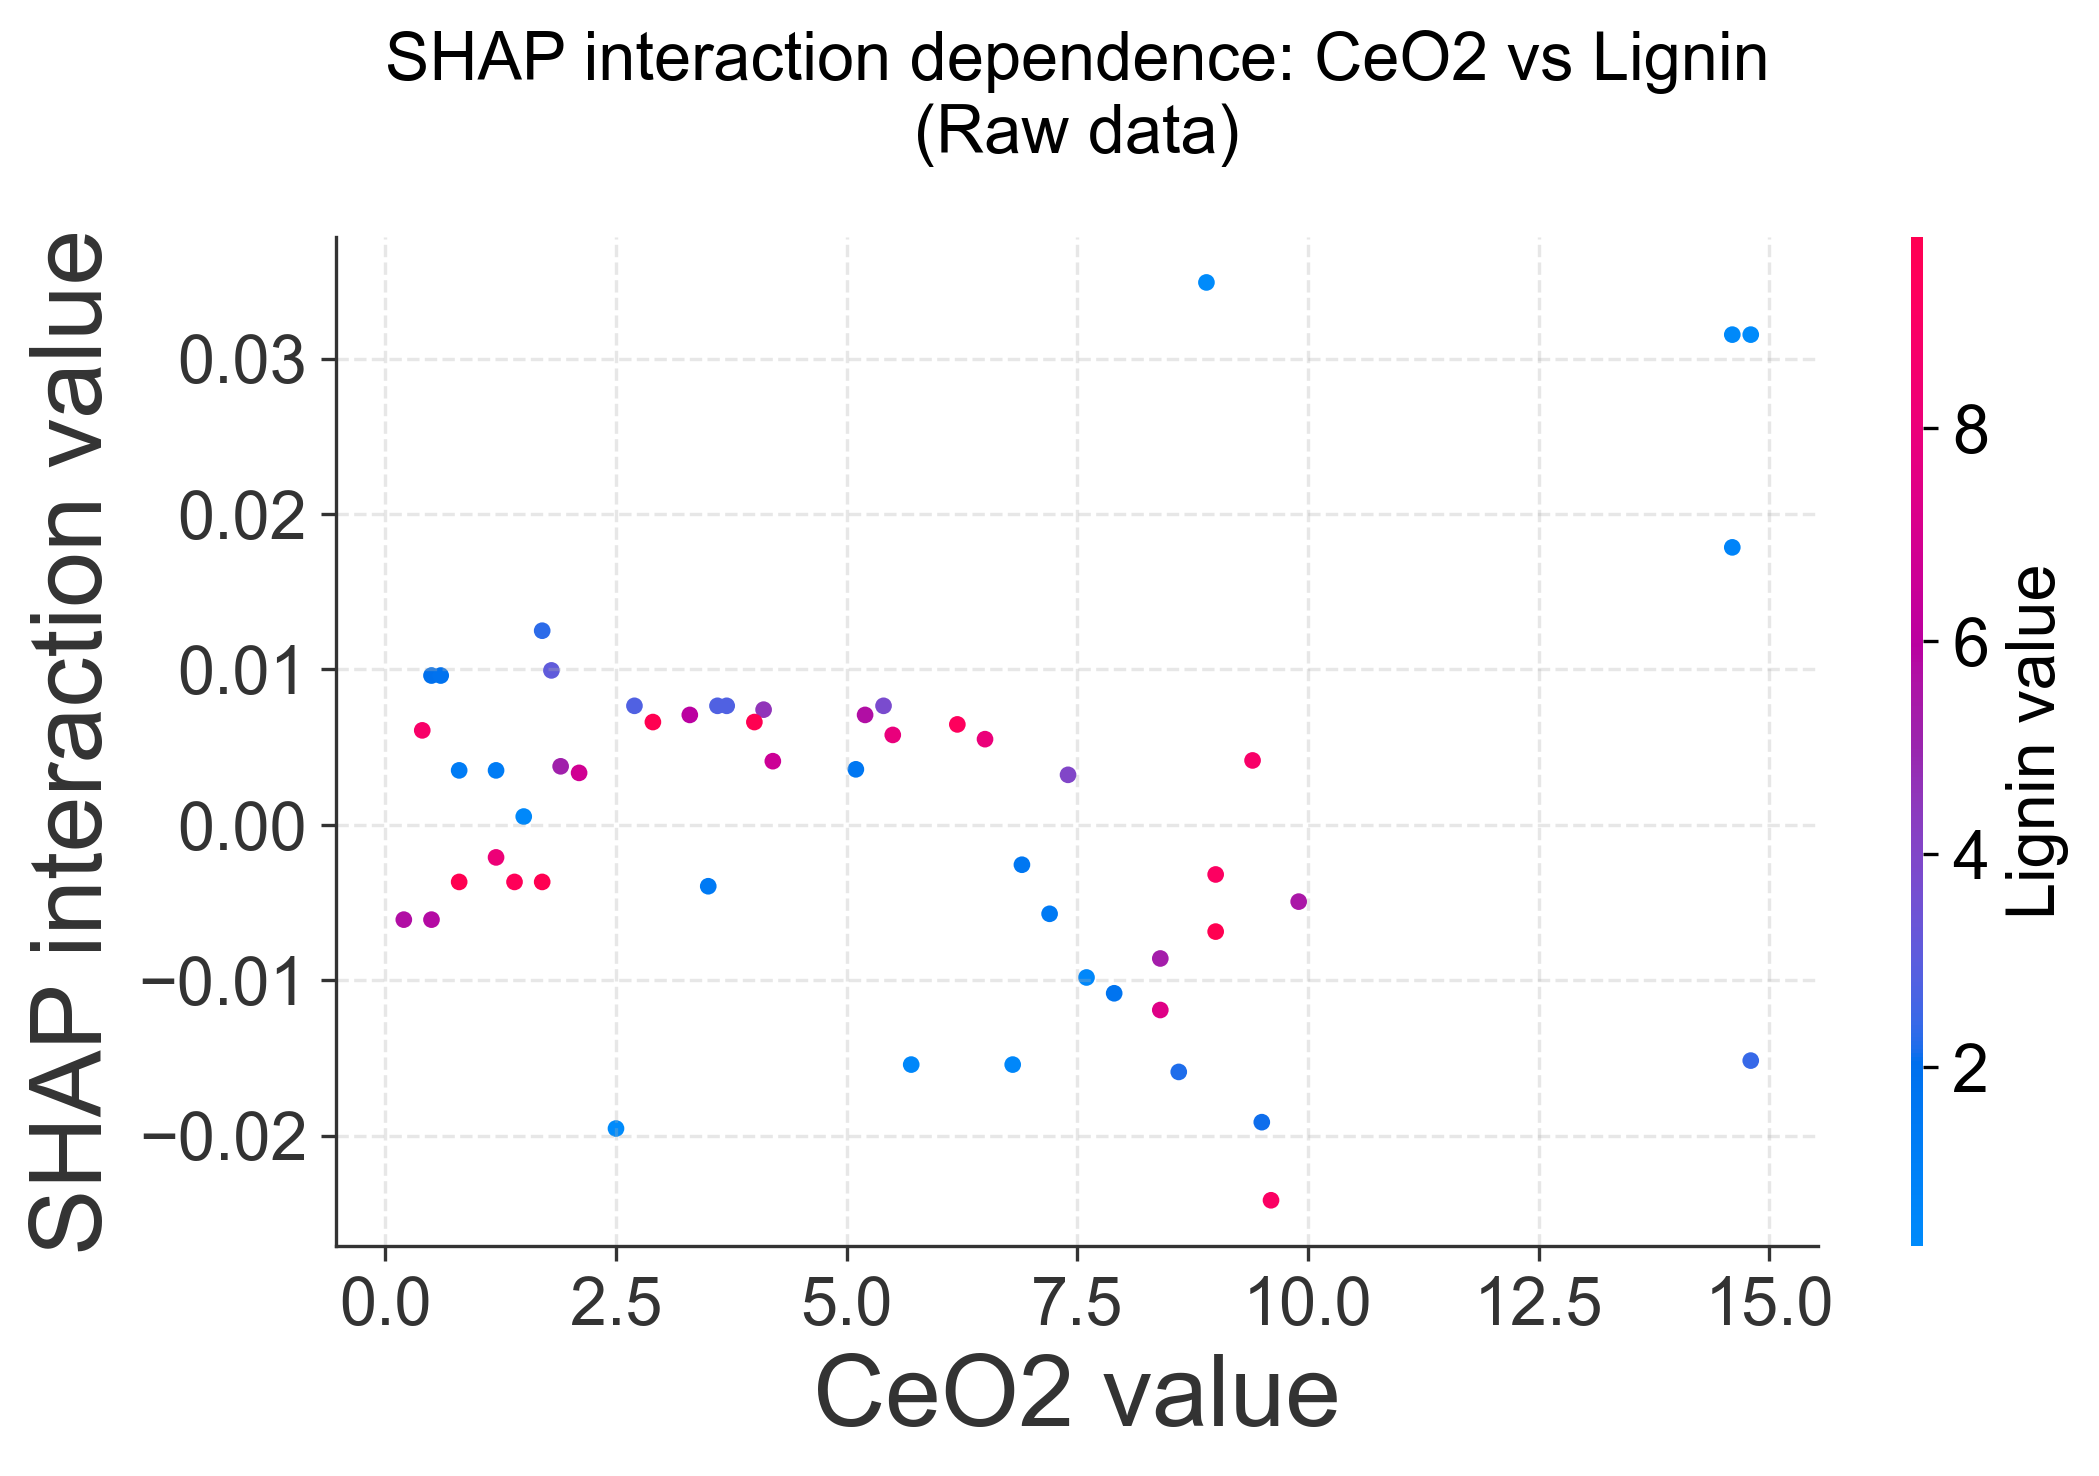 SHAP interaction dependence: CeO2 vs Lignin
(Raw data)
SHAP interaction value
0.03
0.02
0.01
0.00
−0.01
−0.02
0.0 2.5 5.0 7.5 10.0 12.5 15.0
CeO2 value
8
6
4
2
Lignin value